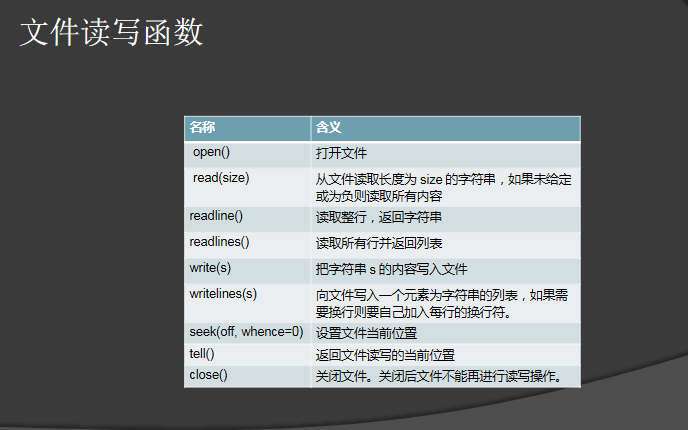 文件读写函数
名称 含义
open() 打开文件
read(size) 从文件读取长度为 size 的字符串，如果未给定
或为负则读取所有内容
readline() 读取整行，返回字符串
readlines() 读取所有行并返回列表
write(s) 把字符串 s 的内容写入文件
writelines(s) 向文件写入一个元素为字符串的列表，如果需
要换行则要自己加入每行的换行符。
seek(off, whence=0) 设置文件当前位置
tell() 返回文件读写的当前位置
close() 关闭文件。关闭后文件不能再进行读写操作。